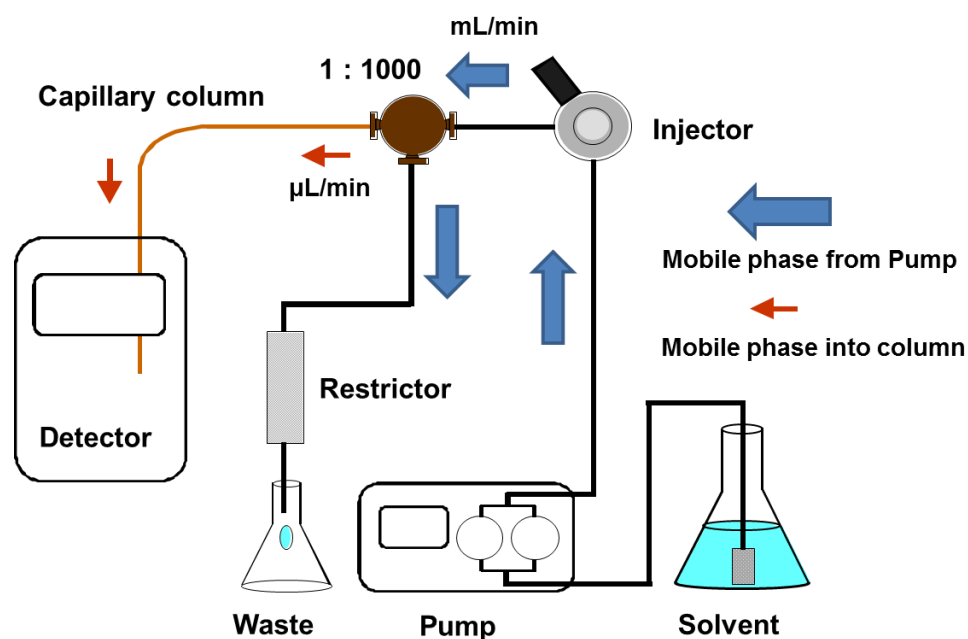 mL/min
1 : 1000
Capillary column
Injector
µL/min
Mobile phase from Pump
Mobile phase into column
Restrictor
Detector
Waste
Pump
Solvent